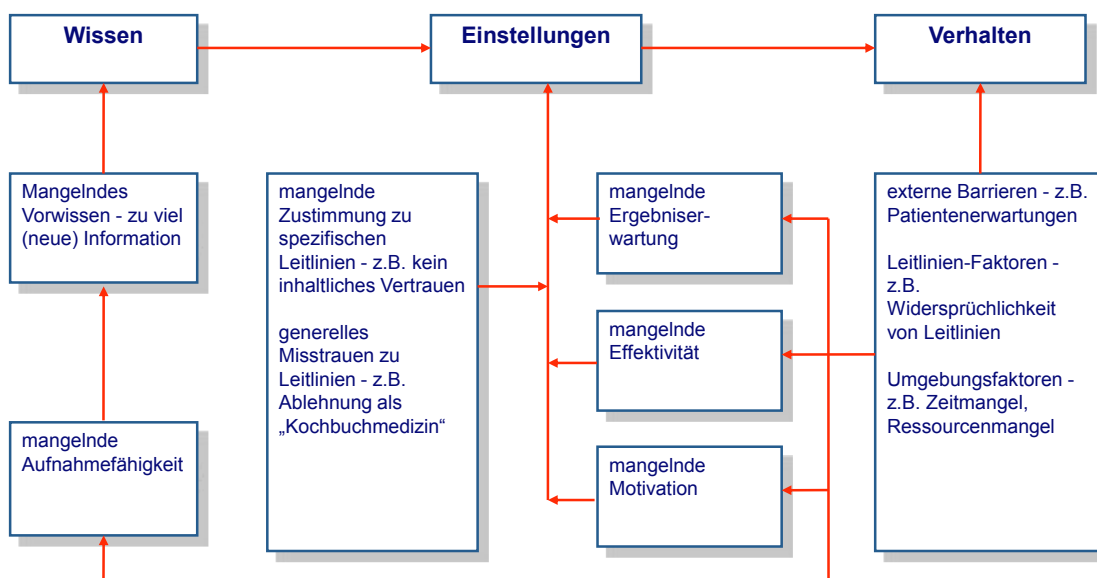 Wissen
Einstellungen
Verhalten
Mangelndes
Vorwissen - zu viel
(neue) Information
mangelnde
Aufnahmefähigkeit
mangelnde
Zustimmung zu
spezifischen
Leitlinien - z.B. kein
inhaltliches Vertrauen
generelles
Misstrauen zu
Leitlinien - z.B.
Ablehnung als
„Kochbuchmedizin“
mangelnde
Ergebniser-
wartung
mangelnde
Effektivität
mangelnde
Motivation
externe Barrieren - z.B.
Patientenerwartungen
Leitlinien-Faktoren -
z.B.
Widersprüchlichkeit
von Leitlinien
Umgebungsfaktoren -
z.B. Zeitmangel,
Ressourcenmangel